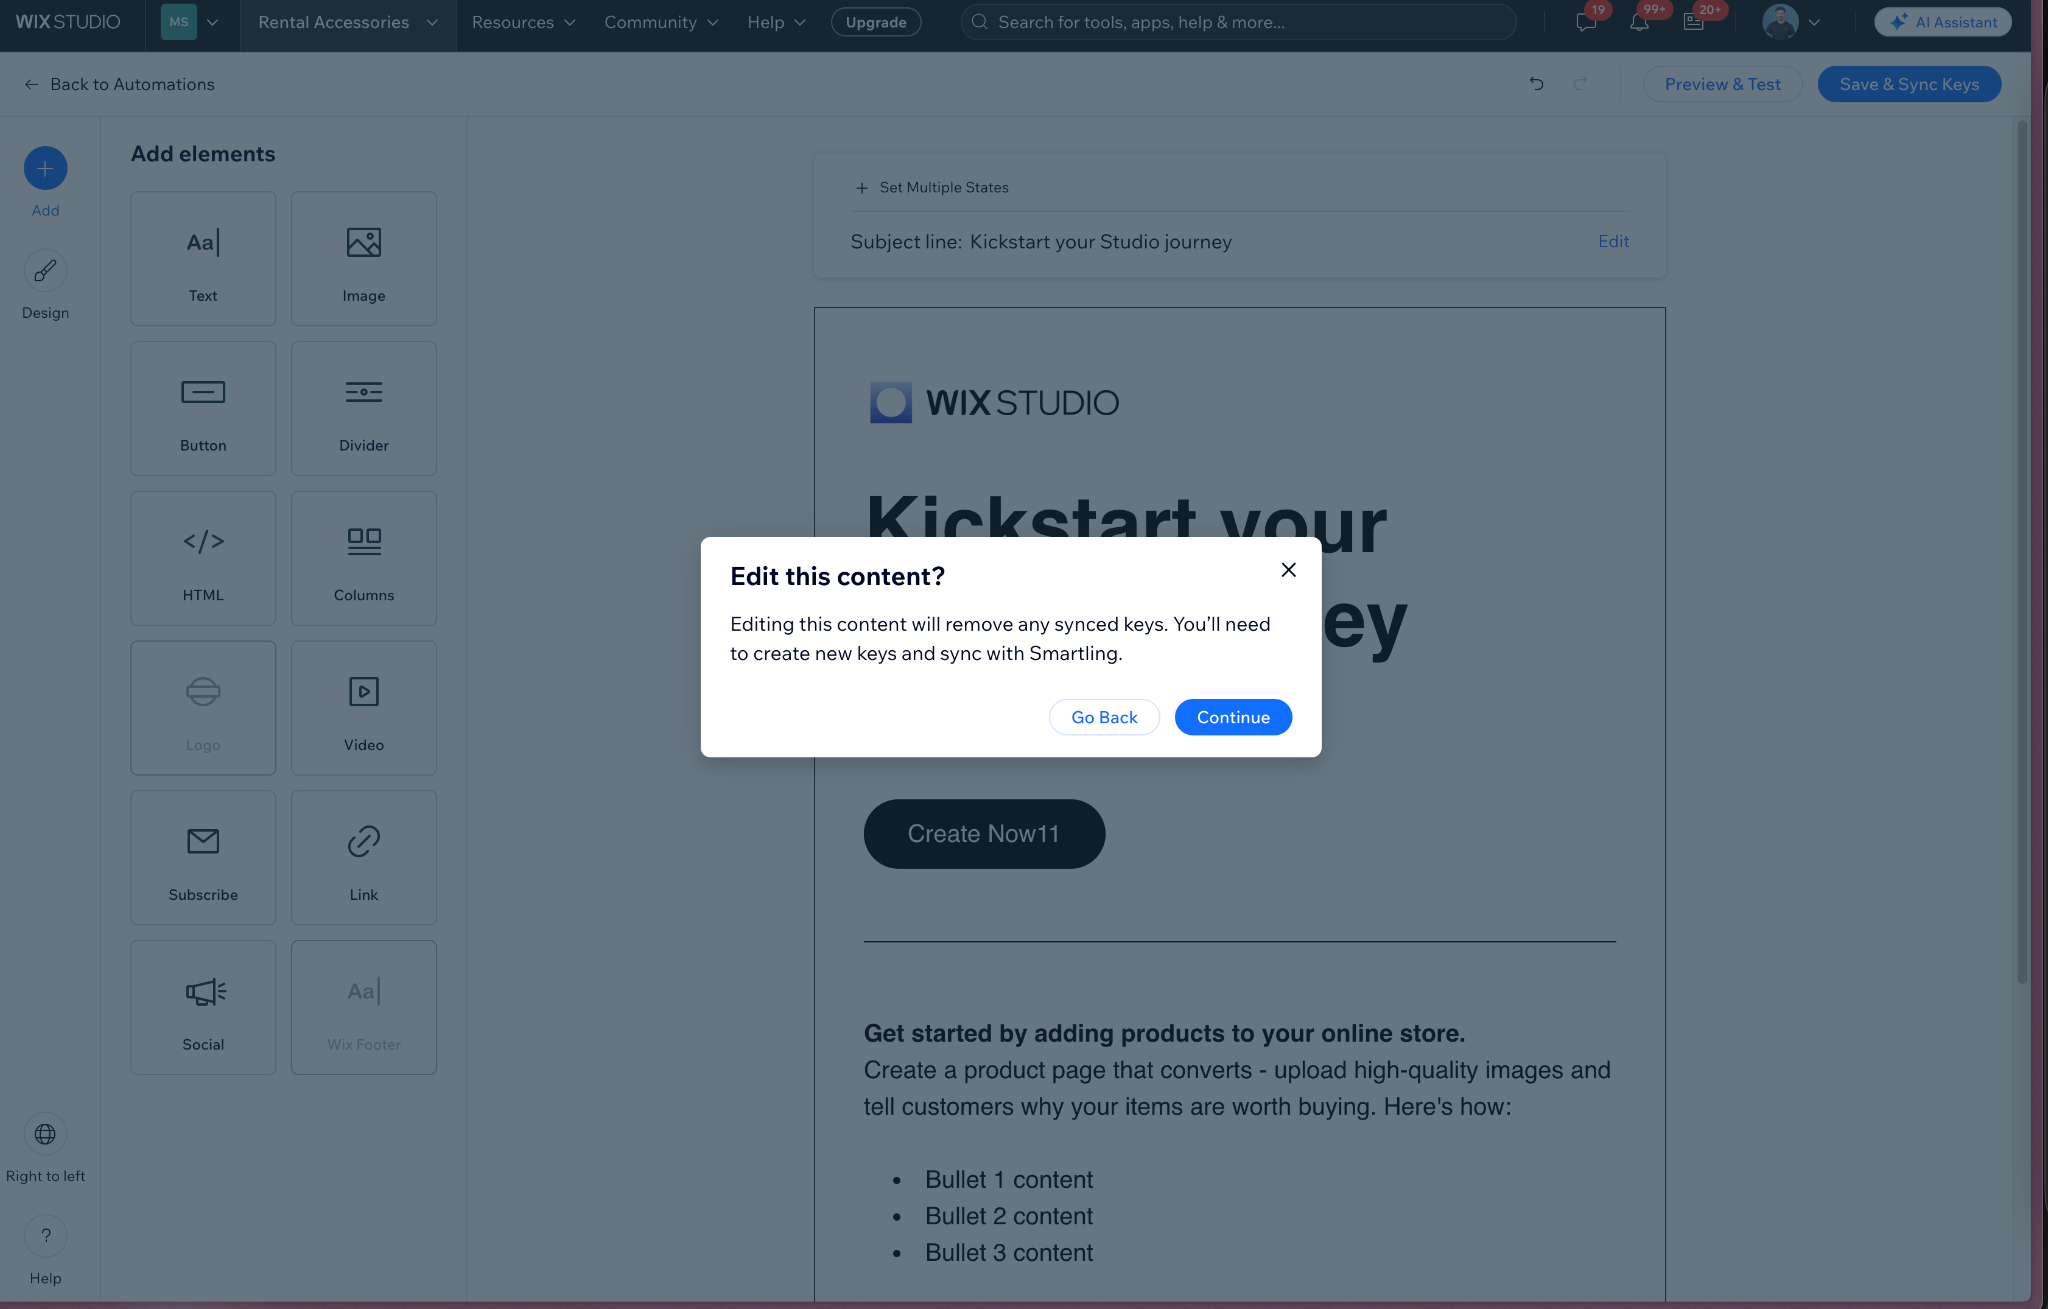 WIX STUDIO
MS
Rental Accessories
Resources
Community
Help
Upgrade
Search for tools, apps, help & more...
19
99+
20+
AI Assistant
Back to Automations
Preview & Test
Save & Sync Keys
Add
Design
Right to left
?
Help
Add elements
Aa
Text
Image
Button
Divider
</>
HTML
Columns
Logo
Video
Subscribe
Link
Social
Aa
Wix Footer
Set Multiple States
Subject line: Kickstart your Studio journey
Edit
WIX STUDIO
Kickstart your
ey
Edit this content?
Editing this content will remove any synced keys. You’ll need
to create new keys and sync with Smartling.
Go Back
Continue
Create Now11
Get started by adding products to your online store.
Create a product page that converts - upload high-quality images and
tell customers why your items are worth buying. Here's how:
• Bullet 1 content
• Bullet 2 content
• Bullet 3 content